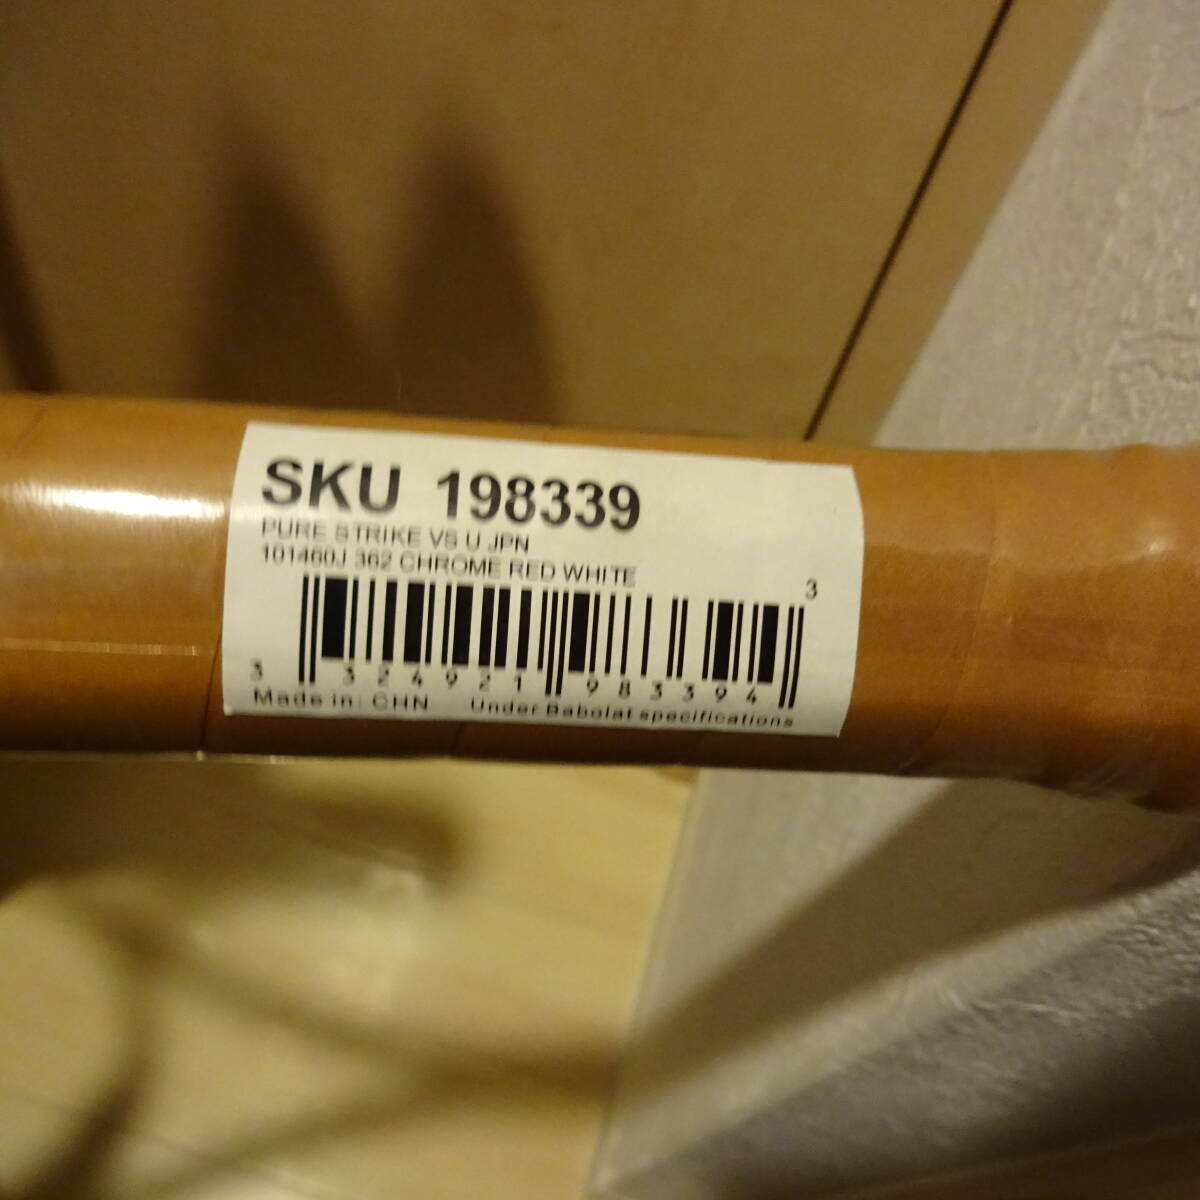 SKU 198339
PURE STRIKE VS U JPN
101460J 362 CHROME RED WHITE
3
3 324921 983394
Made in: CHN Under Babolat specifications